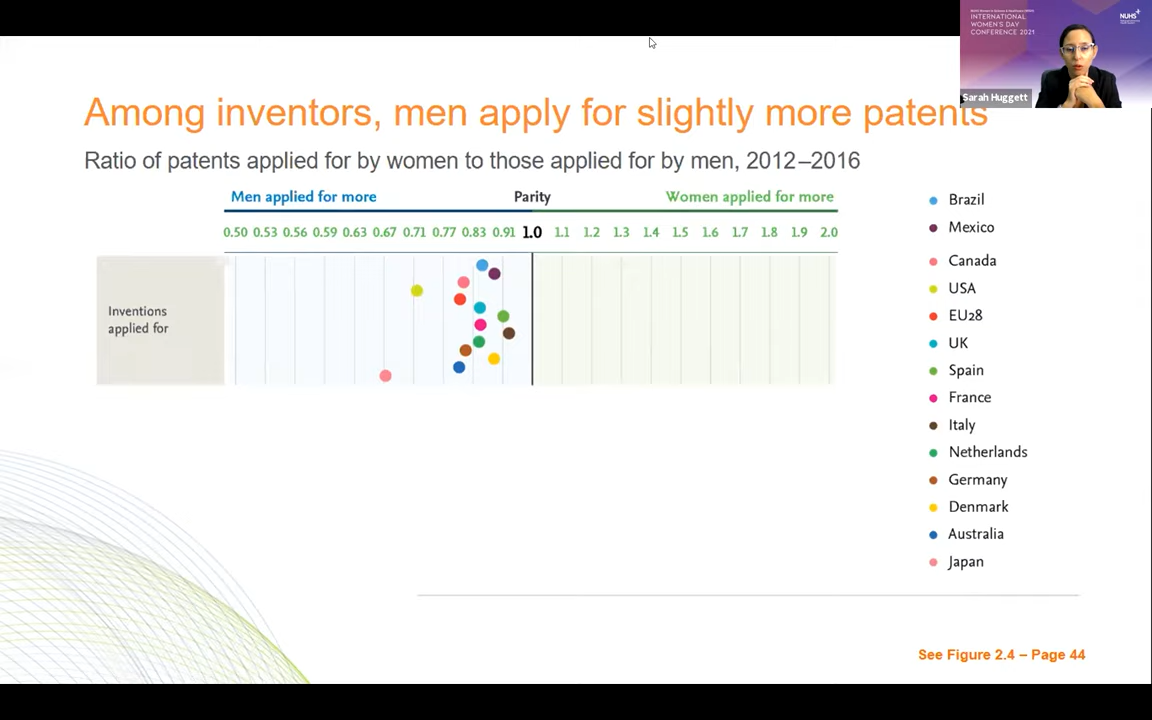 INTERNATIONAL
WOMEN'S DAY
CONFERENCE 2021
NUHS
Sarah Huggett
Among inventors, men apply for slightly more patents
Ratio of patents applied for by women to those applied for by men, 2012–2016
Men applied for more Parity Women applied for more
0.50 0.53 0.56 0.59 0.63 0.67 0.71 0.77 0.83 0.91 1.0 1.1 1.2 1.3 1.4 1.5 1.6 1.7 1.8 1.9 2.0
Inventions
applied for
Brazil
Mexico
Canada
USA
EU28
UK
Spain
France
Italy
Netherlands
Germany
Denmark
Australia
Japan
See Figure 2.4 – Page 44